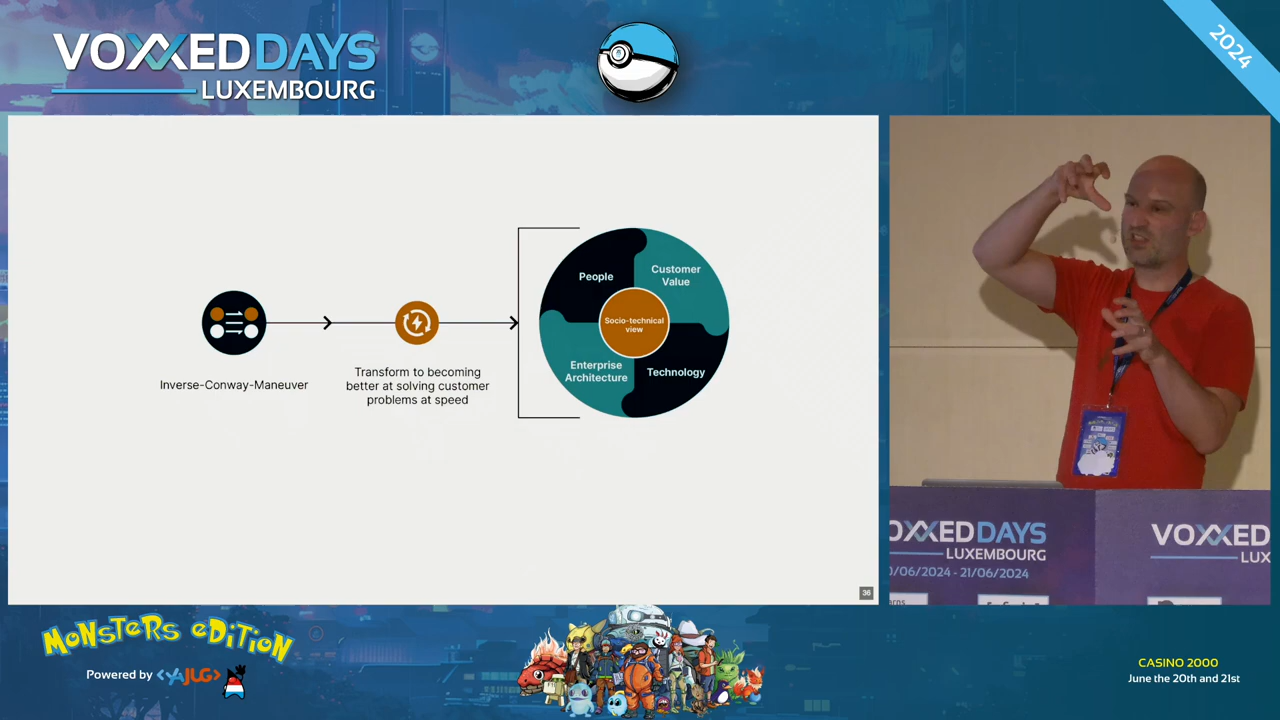 VOXXEDDAYS
LUXEMBOURG
2024
Inverse-Conway-Maneuver
Transform to becoming
better at solving customer
problems at speed
People
Customer
Value
Socio-technical
view
Enterprise
Architecture
Technology
36
OXXEDDAYS
LUXEMBOURG
0/06/2024 - 21/06/2024
VOXXED
LUX
MONSTERS EDITION
Powered by <YAJUG>
CASINO 2000
June the 20th and 21st